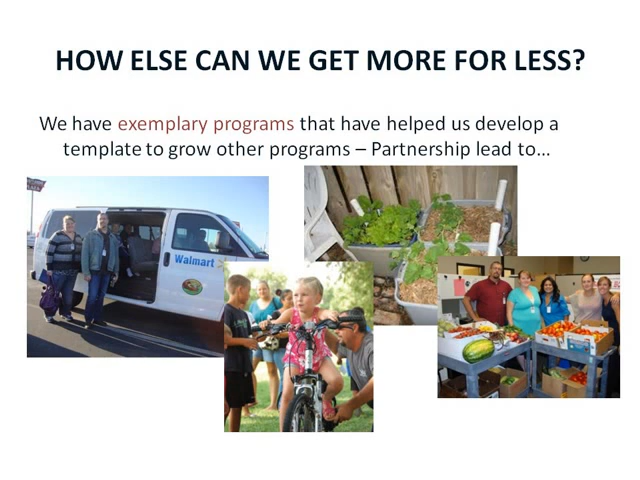 HOW ELSE CAN WE GET MORE FOR LESS?
We have exemplary programs that have helped us develop a
template to grow other programs – Partnership lead to…
Walmart